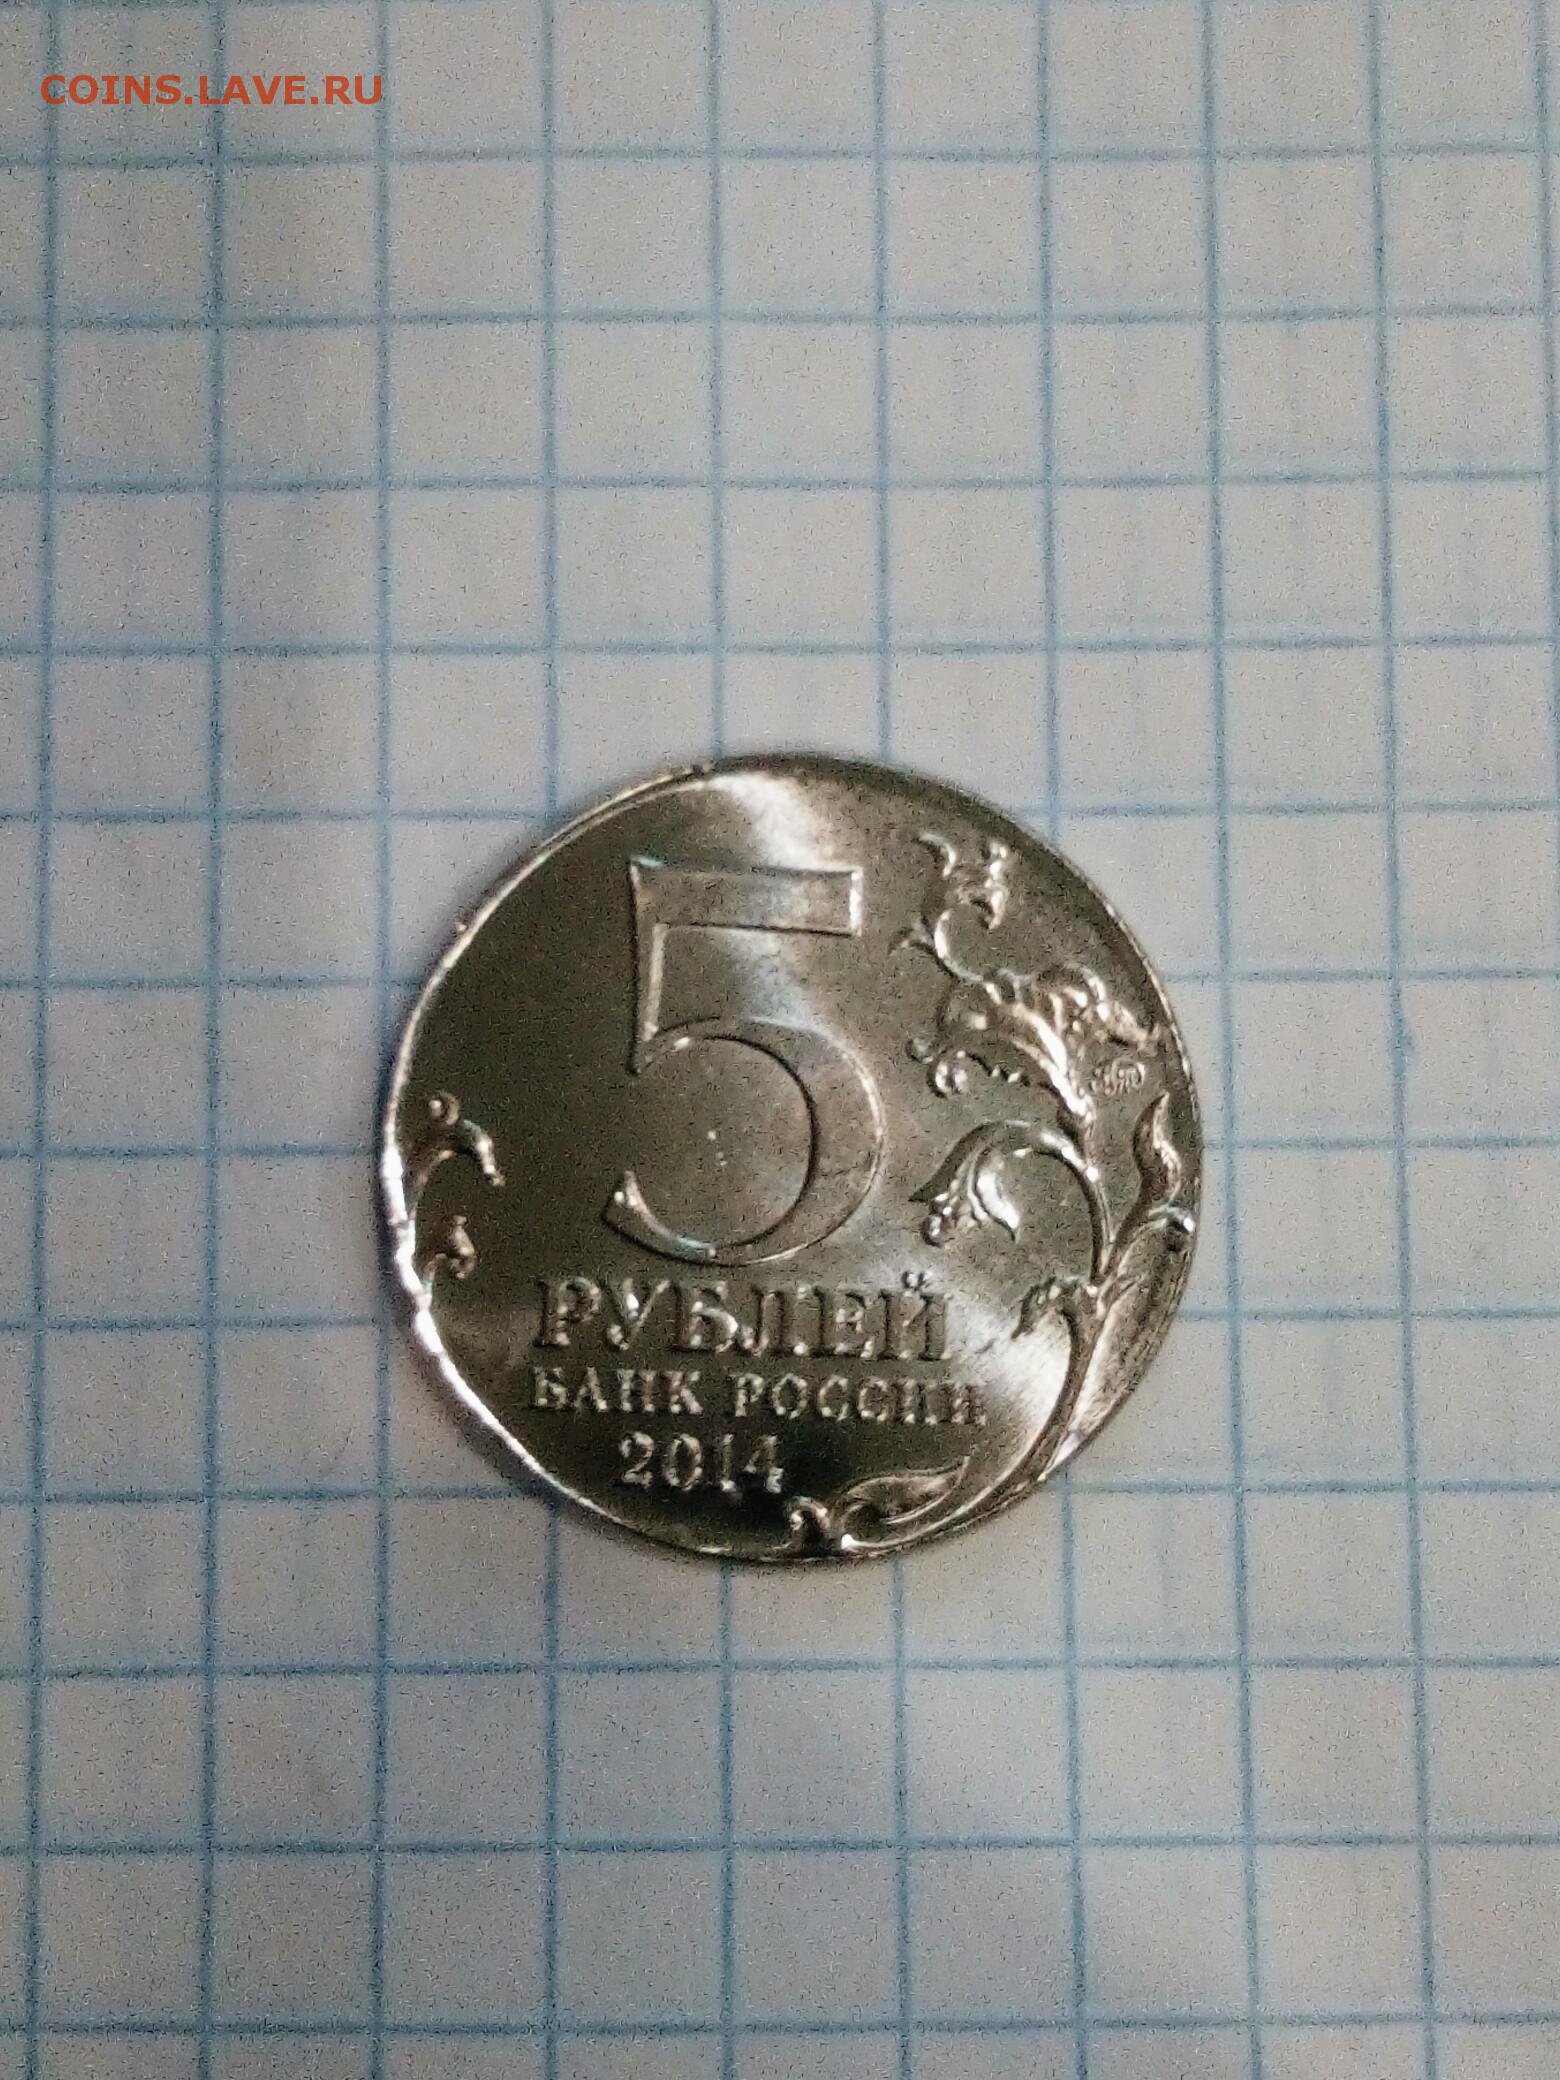 COINS.LAVE.RU
5
РУБЛЕЙ
БАНК РОССИИ
2014